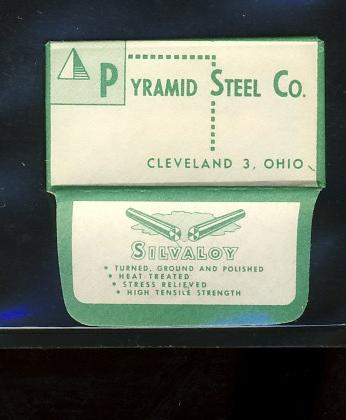 PYRAMID STEEL CO.
CLEVELAND 3, OHIO
SILVALOY
• TURNED, GROUND AND POLISHED
• HEAT TREATED
• STRESS RELIEVED
• HIGH TENSILE STRENGTH